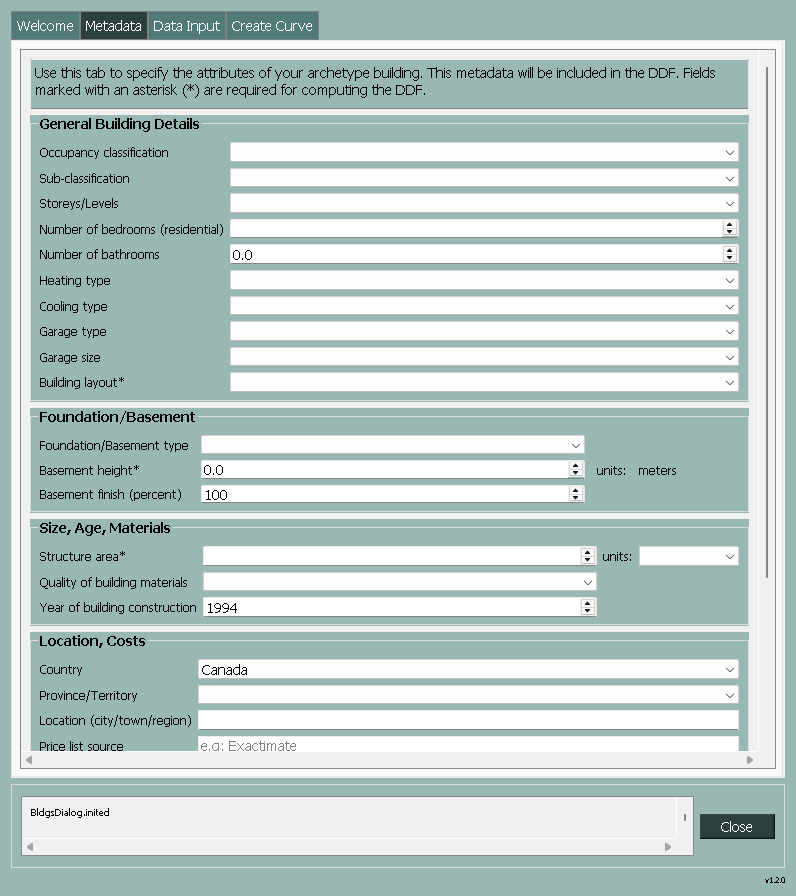 Welcome Metadata Data Input Create Curve
Use this tab to specify the attributes of your archetype building. This metadata will be included in the DDF. Fields
marked with an asterisk (*) are required for computing the DDF.
General Building Details
Occupancy classification
Sub-classification
Storeys/Levels
Number of bedrooms (residential)
Number of bathrooms 0.0
Heating type
Cooling type
Garage type
Garage size
Building layout*
Foundation/Basement
Foundation/Basement type
Basement height* 0.0 units: meters
Basement finish (percent) 100
Size, Age, Materials
Structure area* units:
Quality of building materials
Year of building construction 1994
Location, Costs
Country Canada
Province/Territory
Location (city/town/region)
Price list source e.g: Exactimate
BldgsDialog.inited
Close
v1.2.0